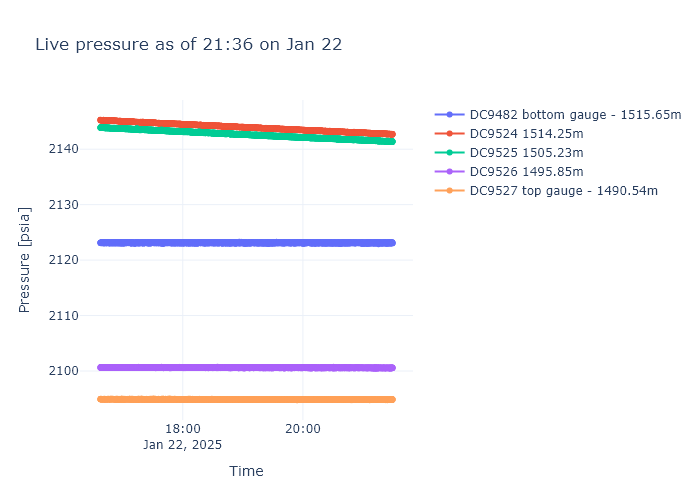 Live pressure as of 21:36 on Jan 22
DC9482 bottom gauge - 1515.65m
DC9524 1514.25m
DC9525 1505.23m
DC9526 1495.85m
DC9527 top gauge - 1490.54m
Pressure [psia]
2140
2130
2120
2110
2100
18:00
20:00
Jan 22, 2025
Time